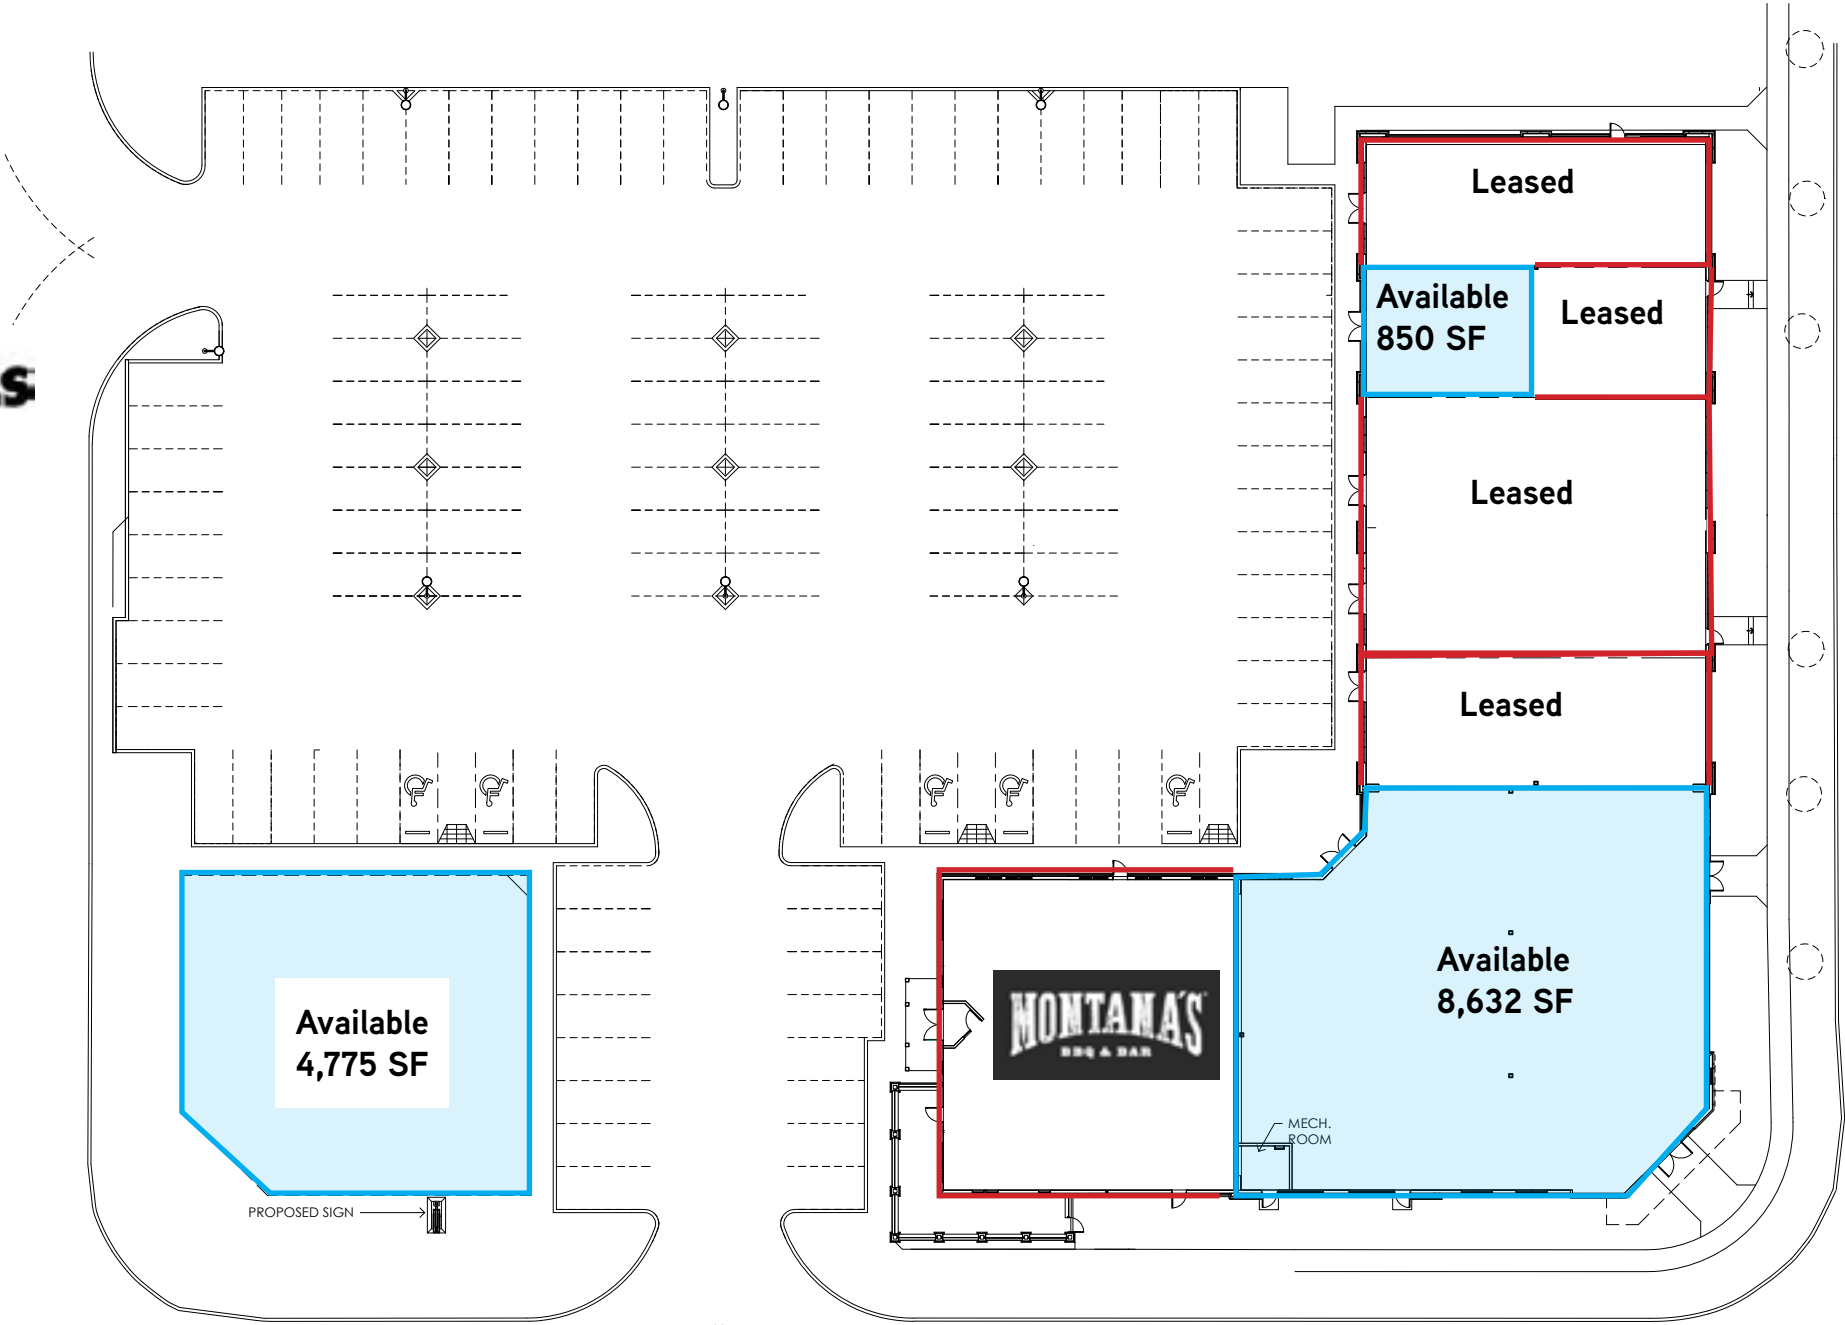 Leased
Available
850 SF
Leased
s
Leased
Leased
Available
8,632 SF
MONTANA'S
BBQ & BAR
Available
4,775 SF
MECH.
ROOM
PROPOSED SIGN